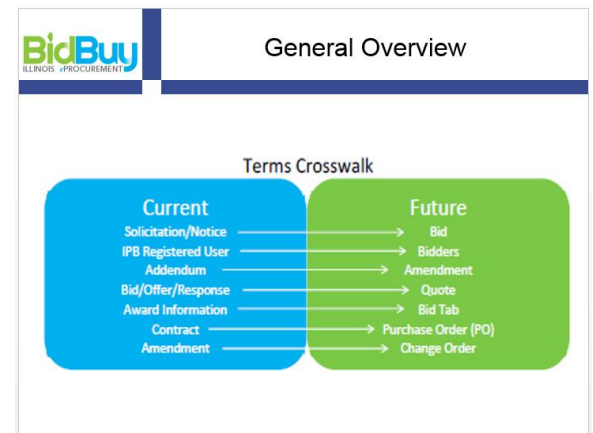 BidBuy
ILLINOIS ePROCUREMENT
General Overview
Terms Crosswalk
Current Future
Solicitation/Notice Bid
IPB Registered User Bidders
Addendum Amendment
Bid/Offer/Response Quote
Award Information Bid Tab
Contract Purchase Order (PO)
Amendment Change Order